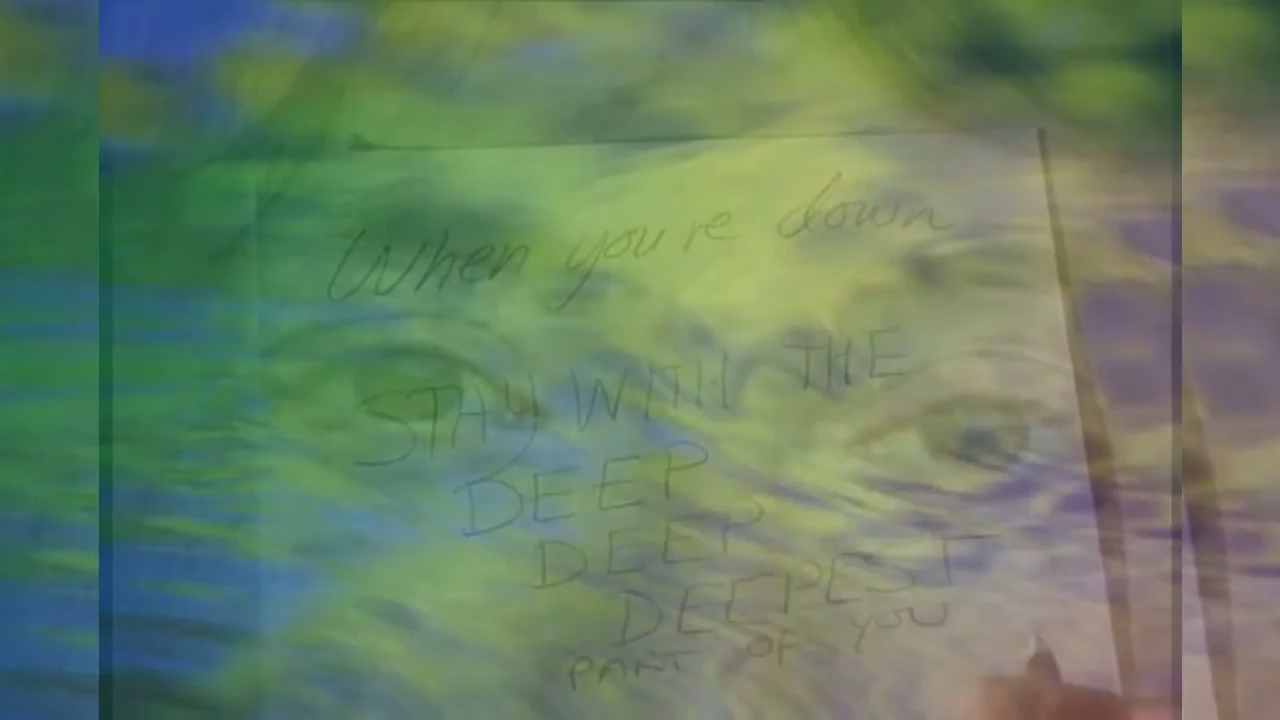 When you're down
STAY WITH THE
DEEP
DEEP
DEEPEST
PART OF YOU